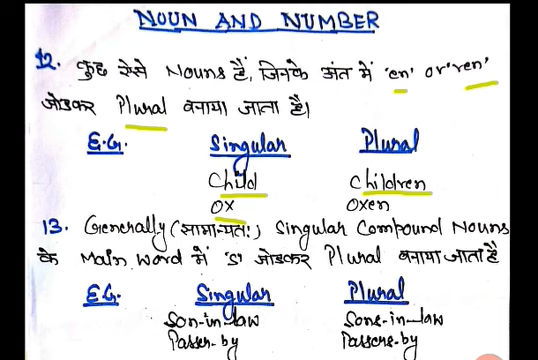 NOUN AND NUMBER
12. कुछ ऐसे Nouns हैं, जिनके अंत में 'en' or 'ren'
जोडकर Plural बनाया जाता है।
E.G. Singular Plural
Child Children
OX Oxen
13. Generally (सामान्यतः) Singular Compound Nouns
के Main Word में 'S' जोडकर Plural बनाया जाता है
E.G. Singular Plural
Son-in-law Sons-in-law
Passer-by Passers-by